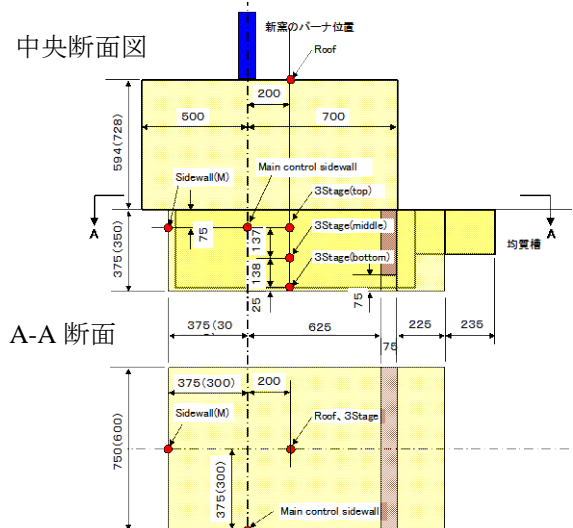 新窯のバーナ位置
中央断面図
Roof
200
500
700
594(728)
Main control sidewall
Sidewall(M)
3Stage(top)
A
A
75
137
3Stage(middle)
均質槽
375(350)
138
3Stage(bottom)
25
75
A-A 断面
375(30
625
225
235
75
375(300)
200
Sidewall(M)
Roof、3Stage
750(600)
375(300)
Main control sidewall